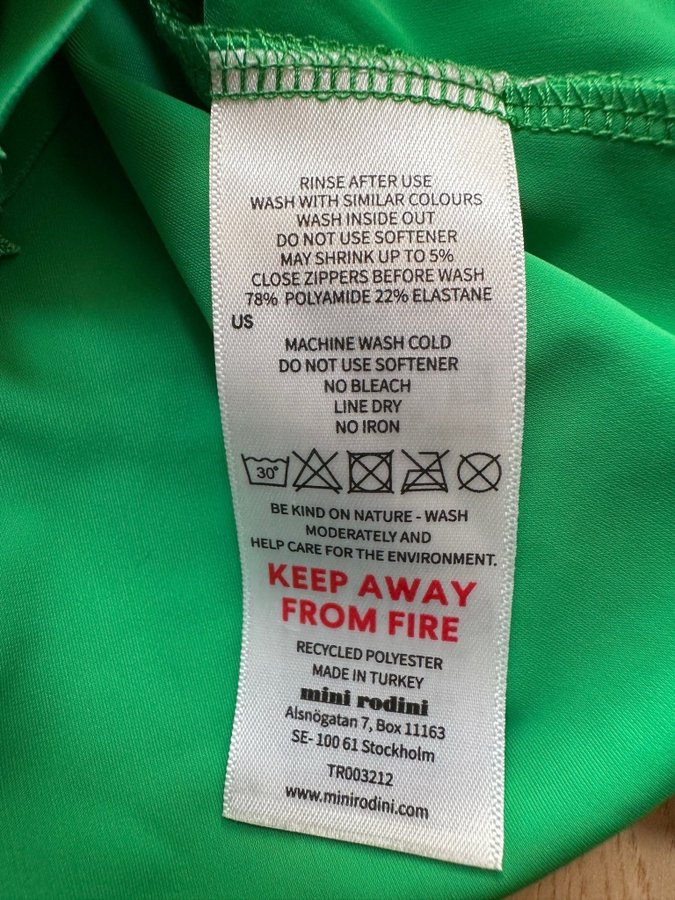 RINSE AFTER USE
WASH WITH SIMILAR COLOURS
WASH INSIDE OUT
DO NOT USE SOFTENER
MAY SHRINK UP TO 5%
CLOSE ZIPPERS BEFORE WASH
78% POLYAMIDE 22% ELASTANE
US
MACHINE WASH COLD
DO NOT USE SOFTENER
NO BLEACH
LINE DRY
NO IRON
30°
BE KIND ON NATURE - WASH
MODERATELY AND
HELP CARE FOR THE ENVIRONMENT.
KEEP AWAY
FROM FIRE
RECYCLED POLYESTER
MADE IN TURKEY
mini rodini
Alsnögatan 7, Box 11163
SE- 100 61 Stockholm
TR003212
www.minirodini.com